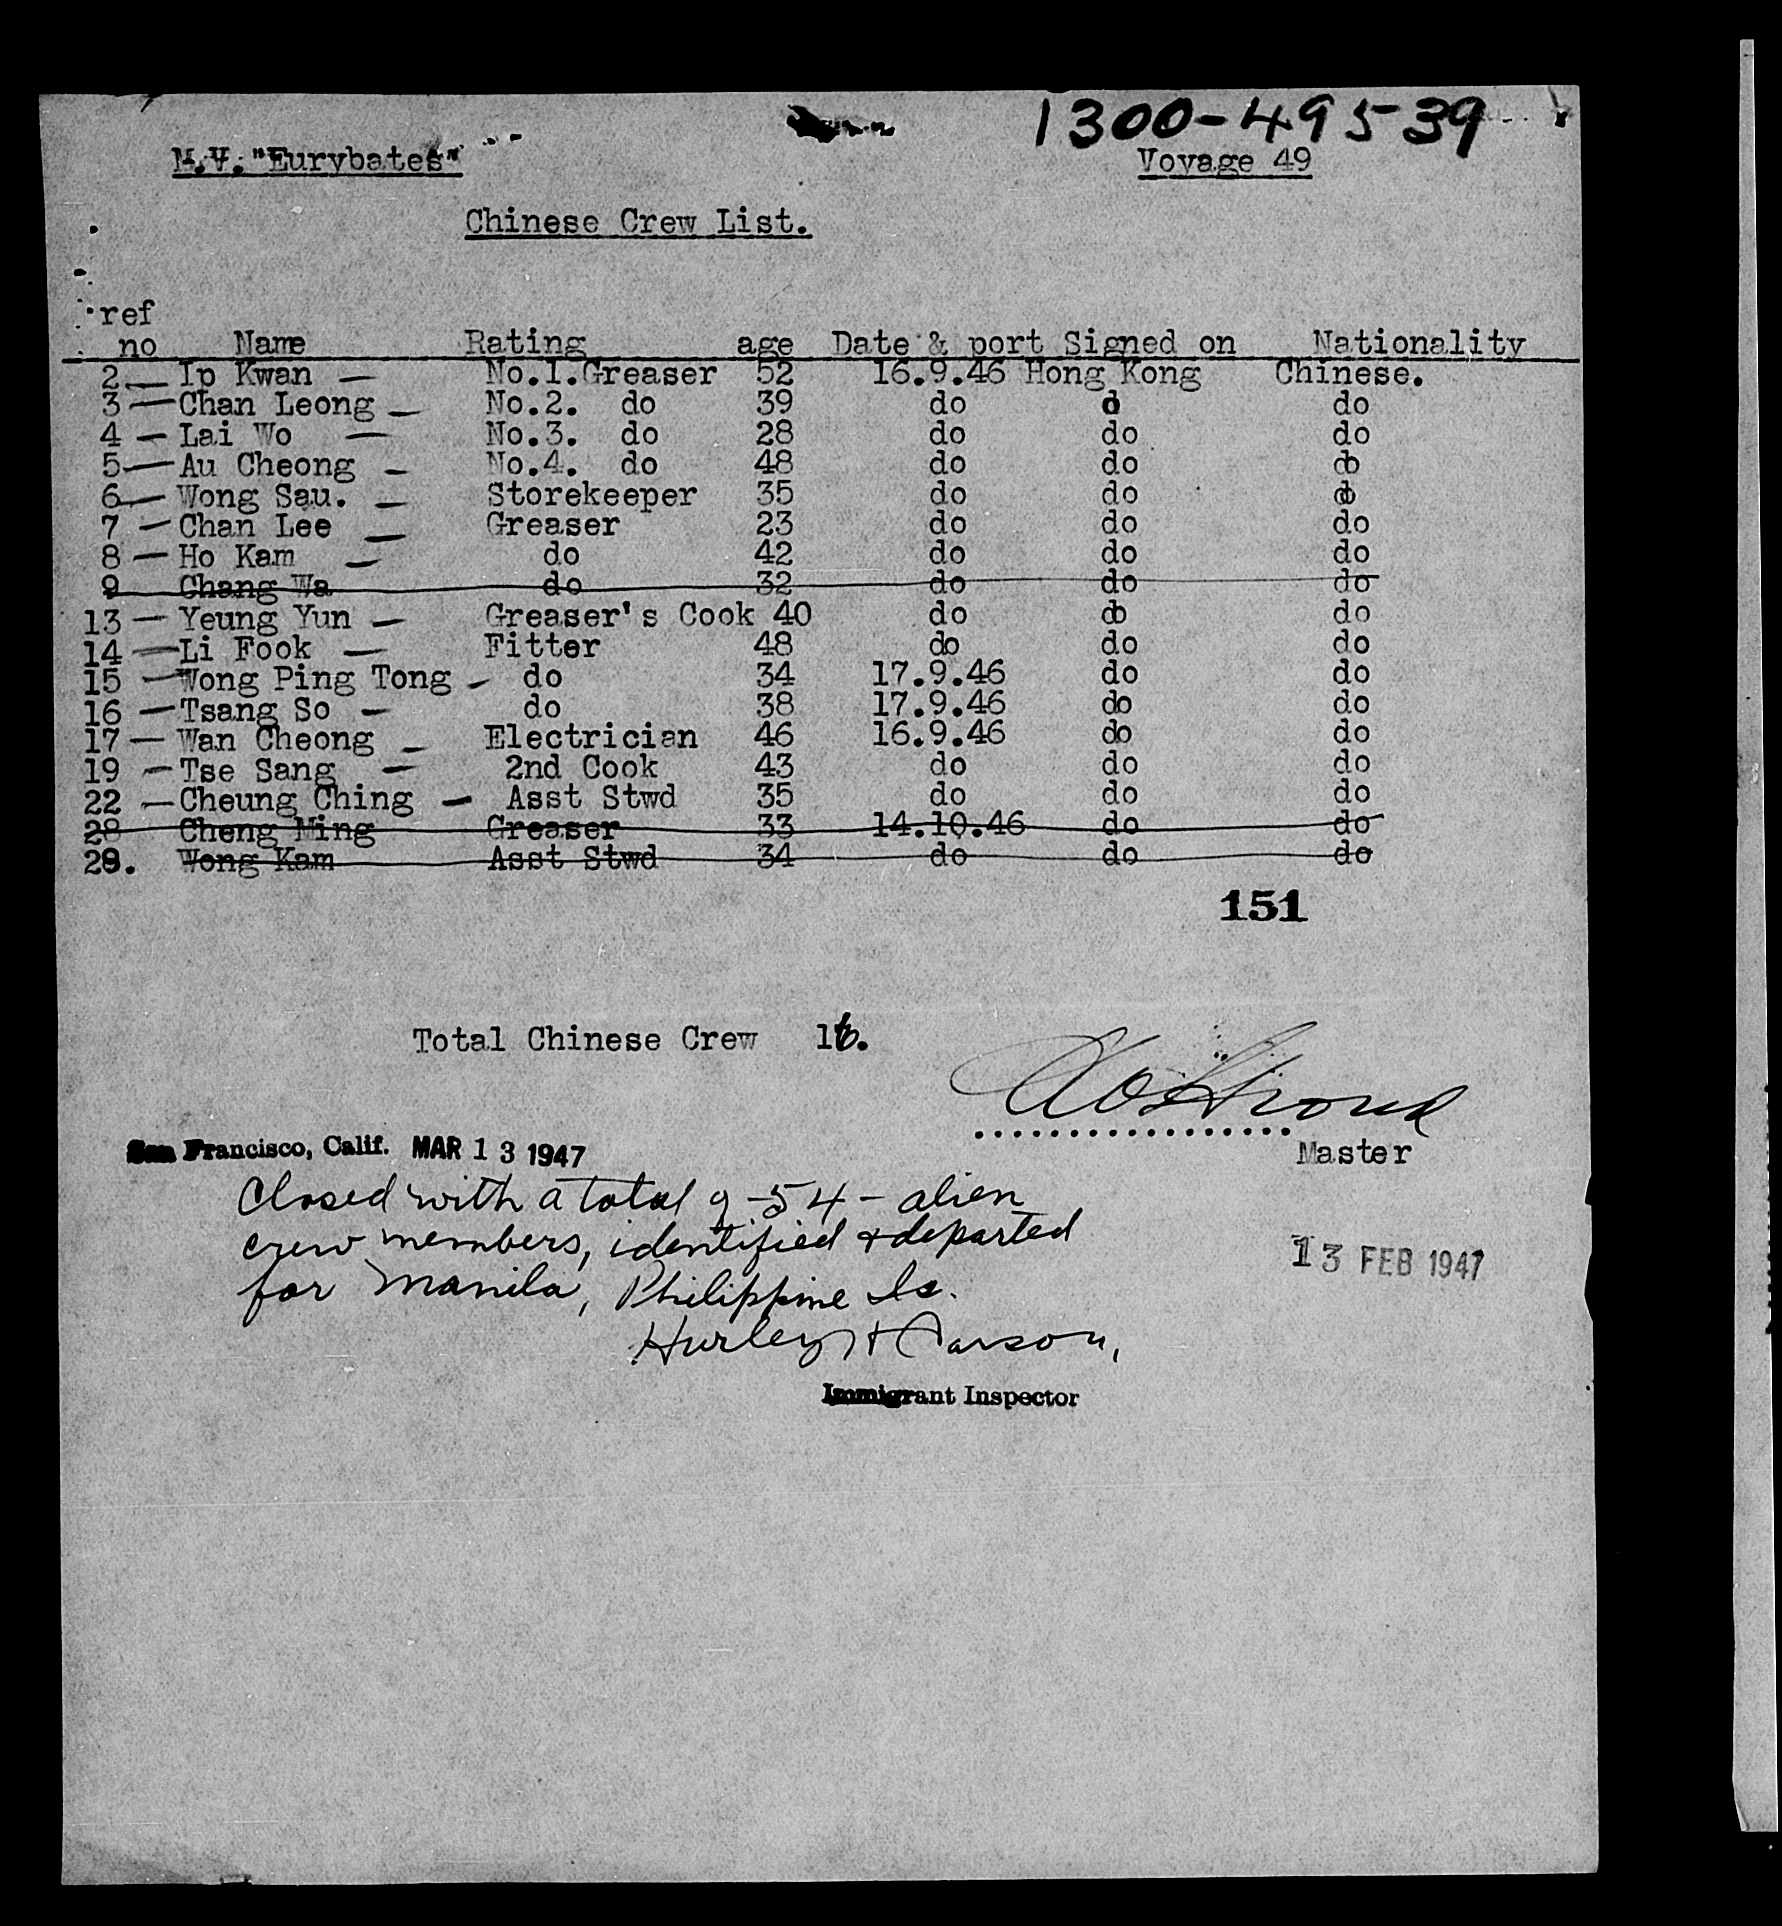 1300-49539
M.V. "Eurybates"
Voyage 49
Chinese Crew List.
ref
no Name Rating age Date & port Signed on Nationality
2 — Ip Kwan — No.1.Greaser 52 16.9.46 Hong Kong Chinese.
3 — Chan Leong — No.2. do 39 do d do
4 — Lai Wo — No.3. do 28 do do do
5 — Au Cheong — No.4. do 48 do do do
6 — Wong Sau. — Storekeeper 35 do do do
7 — Chan Lee — Greaser 23 do do do
8 — Ho Kam — do 42 do do do
9 Chang Wa do 32 do do do
13 — Yeung Yun — Greaser's Cook 40 do do do
14 — Li Fook — Fitter 48 do do do
15 — Wong Ping Tong - do 34 17.9.46 do do
16 — Tsang So — do 38 17.9.46 do do
17 — Wan Cheong — Electrician 46 16.9.46 do do
19 — Tse Sang — 2nd Cook 43 do do do
22 — Cheung Ching — Asst Stwd 35 do do do
28 Cheng Ming Greaser 33 14.10.46 do do
29. Wong Kam Asst Stwd 34 do do do
151
Total Chinese Crew 16.
Master
San Francisco, Calif. MAR 13 1947
Closed with a total of -54- alien
crew members, identified & departed
for Manila, Philippine Is.
13 FEB 1947
Hurley & Carson,
Immigrant Inspector